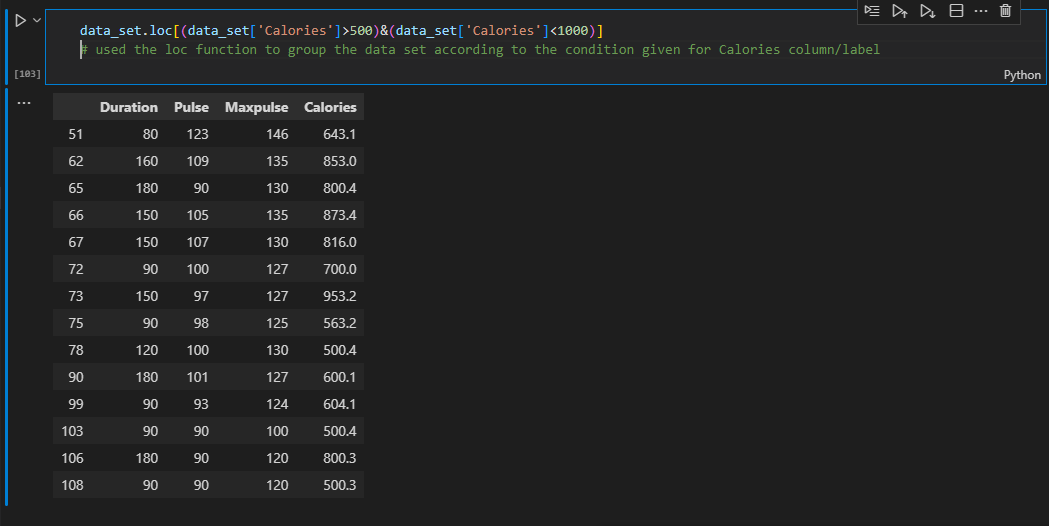 data_set.loc[(data_set['Calories']>500)&(data_set['Calories']<1000)]
# used the loc function to group the data set according to the condition given for Calories column/label
[103]
Python
Duration Pulse Maxpulse Calories
51 80 123 146 643.1
62 160 109 135 853.0
65 180 90 130 800.4
66 150 105 135 873.4
67 150 107 130 816.0
72 90 100 127 700.0
73 150 97 127 953.2
75 90 98 125 563.2
78 120 100 130 500.4
90 180 101 127 600.1
99 90 93 124 604.1
103 90 90 100 500.4
106 180 90 120 800.3
108 90 90 120 500.3